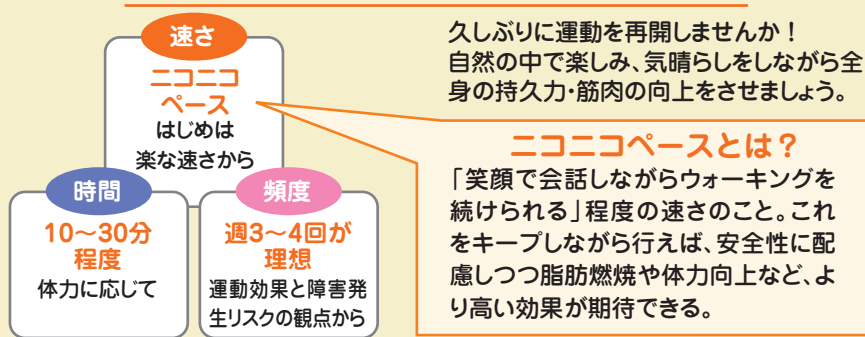 速さ
ニコニコ
ペース
はじめは
楽な速さから
時間
10〜30分
程度
体力に応じて
頻度
週3〜4回が
理想
運動効果と障害発
生リスクの観点から
久しぶりに運動を再開しませんか！
自然の中で楽しみ、気晴らしをしながら全
身の持久力・筋肉の向上をさせましょう。
ニコニコペースとは？
「笑顔で会話しながらウォーキングを
続けられる」程度の速さのこと。これ
をキープしながら行えば、安全性に配
慮しつつ脂肪燃焼や体力向上など、よ
り高い効果が期待できる。